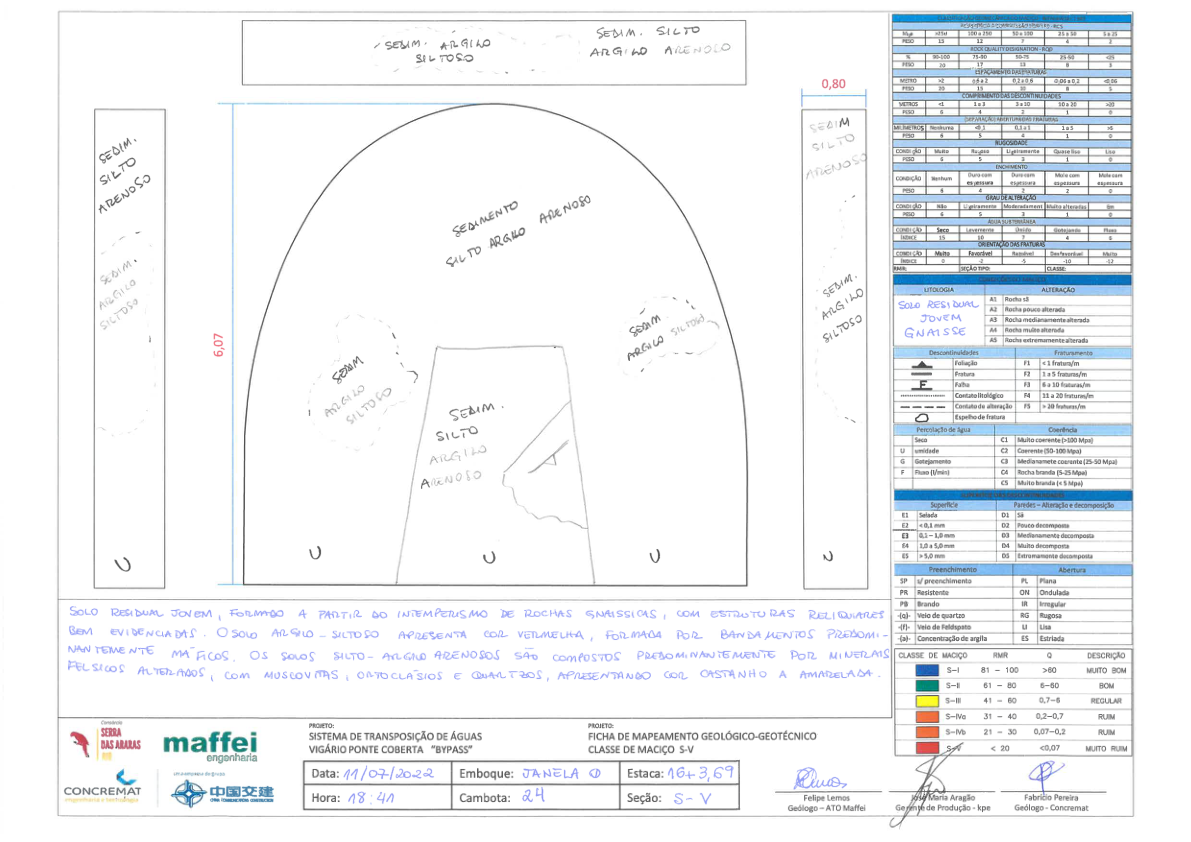 SEDIM. ARGILO
SILTOSO
SEDIM. SILTO
ARGILO ARENOSO
0,80
SEDIM.
SILTO
ARENOSO
SEDIM.
ARGILO
SILTOSO
U
6,07
SEDIMENTO
SILTO ARGILO ARENOSO
SEDIM
ARGILO
SILTOSO
SEDIM
ARGILO SILTOSO
SEDIM.
SILTO
ARGILO
ARENOSO
U
U
U
SEDIM
SILTO
ARENOSO
SEDIM.
ARGILO
SILTOSO
MPa >250 100 a 250 50 a 100 25 a 50 5 a 25
PESO 15 12 7 4 2
ROCK QUALITY DESIGNATION - RQD
% 90-100 75-90 50-75 25-50 <25
PESO 20 17 13 8 3
ESPAÇAMENTO DAS FRATURAS
METRO >2 0,6 a 2 0,2 a 0,6 0,06 a 0,2 <0,06
PESO 20 15 10 8 5
COMPRIMENTO DAS DESCONTINUIDADES
METROS <1 1 a 3 3 a 10 10 a 20 >20
PESO 6 4 2 1 0
SEPARAÇÃO ABERTURA DAS FRATURAS
MILÍMETROS Nenhuma <0,1 0,1 a 1 1 a 5 >5
PESO 6 5 4 1 0
RUGOSIDADE
CONDIÇÃO Muito Rugoso Ligeiramente Quase liso Liso
PESO 6 5 3 1 0
ENCHIMENTO
CONDIÇÃO Nenhum Duro com espessura Duro com espessura Mole com espessura Mole com espessura
PESO 6 4 2 2 0
GRAU DE ALTERAÇÃO
CONDIÇÃO Não Ligeiramente Moderadament Muito alteradas Em
PESO 6 5 3 1 0
ÁGUA SUBTERRÂNEA
CONDIÇÃO Seco Levemente Úmido Gotejando Fluxo
ÍNDICE 15 10 7 4 0
ORIENTAÇÃO DAS FRATURAS
CONDIÇÃO Muito Favorável Razoável Desfavorável Muito
ÍNDICE 0 -2 -5 -10 -12
RMR: SEÇÃO TIPO: CLASSE:
LITOLOGIA ALTERAÇÃO
SOLO RESIDUAL
JOVEM
GNAISSE
A1 Rocha sã
A2 Rocha pouco alterada
A3 Rocha medianamente alterada
A4 Rocha muito alterada
A5 Rocha extremamente alterada
Descontinuidades Faturamento
Foliação F1 < 1 fratura/m
Fratura F2 1 a 5 fraturas/m
F Falha F3 6 a 10 fraturas/m
Contato litológico F4 11 a 20 fraturas/m
Contato de alteração F5 > 20 fraturas/m
Espelho de fratura
Percolação de água Coerência
Seco C1 Muito coerente (>100 Mpa)
U umidade C2 Coerente (50-100 Mpa)
G Gotejamento C3 Medianamete coerente (25-50 Mpa)
F Fluxo (l/min) C4 Rocha branda (5-25 Mpa)
C5 Muito branda (< 5 Mpa)
Superfície Paredes – Alteração e decomposição
E1 Selada D1 Sã
E2 < 0,1 mm D2 Pouco decomposta
E3 0,1 – 1,0 mm D3 Medianamente decomposta
E4 1,0 a 5,0 mm D4 Muito decomposta
E5 > 5,0 mm D5 Extramamente decomposta
Preenchimento Abertura
SP s/ preenchimento PL Plana
PR Resistente ON Ondulada
PB Brando IR Irregular
-(q)- Veio de quartzo RG Rugosa
-(f)- Veio de Feldspato LI Lisa
-(a)- Concentração de argila ES Estriada
CLASSE DE MACIÇO RMR Q DESCRIÇÃO
S-I 81 – 100 >60 MUITO BOM
S-II 61 – 80 6-60 BOM
S-III 41 – 60 0,7-6 REGULAR
S-IVa 31 – 40 0,2-0,7 RUIM
S-IVb 21 – 30 0,07-0,2 RUIM
S-V < 20 <0,07 MUITO RUIM
SOLO RESIDUAL JOVEM, FORMADO A PARTIR DO INTEMPERISMO DE ROCHAS GNAISSICAS, COM ESTRUTURAS RELIQUIARES
BEM EVIDENCIADAS. O SOLO ARGILO-SILTOSO APRESENTA COR VERMELHA, FORMADA POR BANDAMENTOS PREDOMI-
NANTEMENTE MÁFICOS. OS SOLOS SILTO-ARGILO ARENOSOS SÃO COMPOSTOS PREDOMINANTEMENTE POR MINERAIS
FELSICOS ALTERADOS, COM MUSCOVITAS, ORTOCLÁSIOS E QUARTZOS, APRESENTANDO COR CASTANHO A AMARELADA.
Consórcio
SERRA
DAS ARARAS
maffei
engenharia
CONCREMAT
engenharia e tecnologia
中国交建
PROJETO:
SISTEMA DE TRANSPOSIÇÃO DE ÁGUAS
VIGÁRIO PONTE COBERTA "BYPASS"
PROJETO:
FICHA DE MAPEAMENTO GEOLÓGICO-GEOTÉCNICO
CLASSE DE MACIÇO S-V
Data: 11/07/2022 Emboque: JANELA Estaca: 16+3,69
Hora: 18:41 Cambota: 24 Seção: S-V
Felipe Lemos
Geólogo – ATO Maffei
José Maria Aragão
Gerente de Produção - kpe
Fabrício Pereira
Geólogo - Concremat